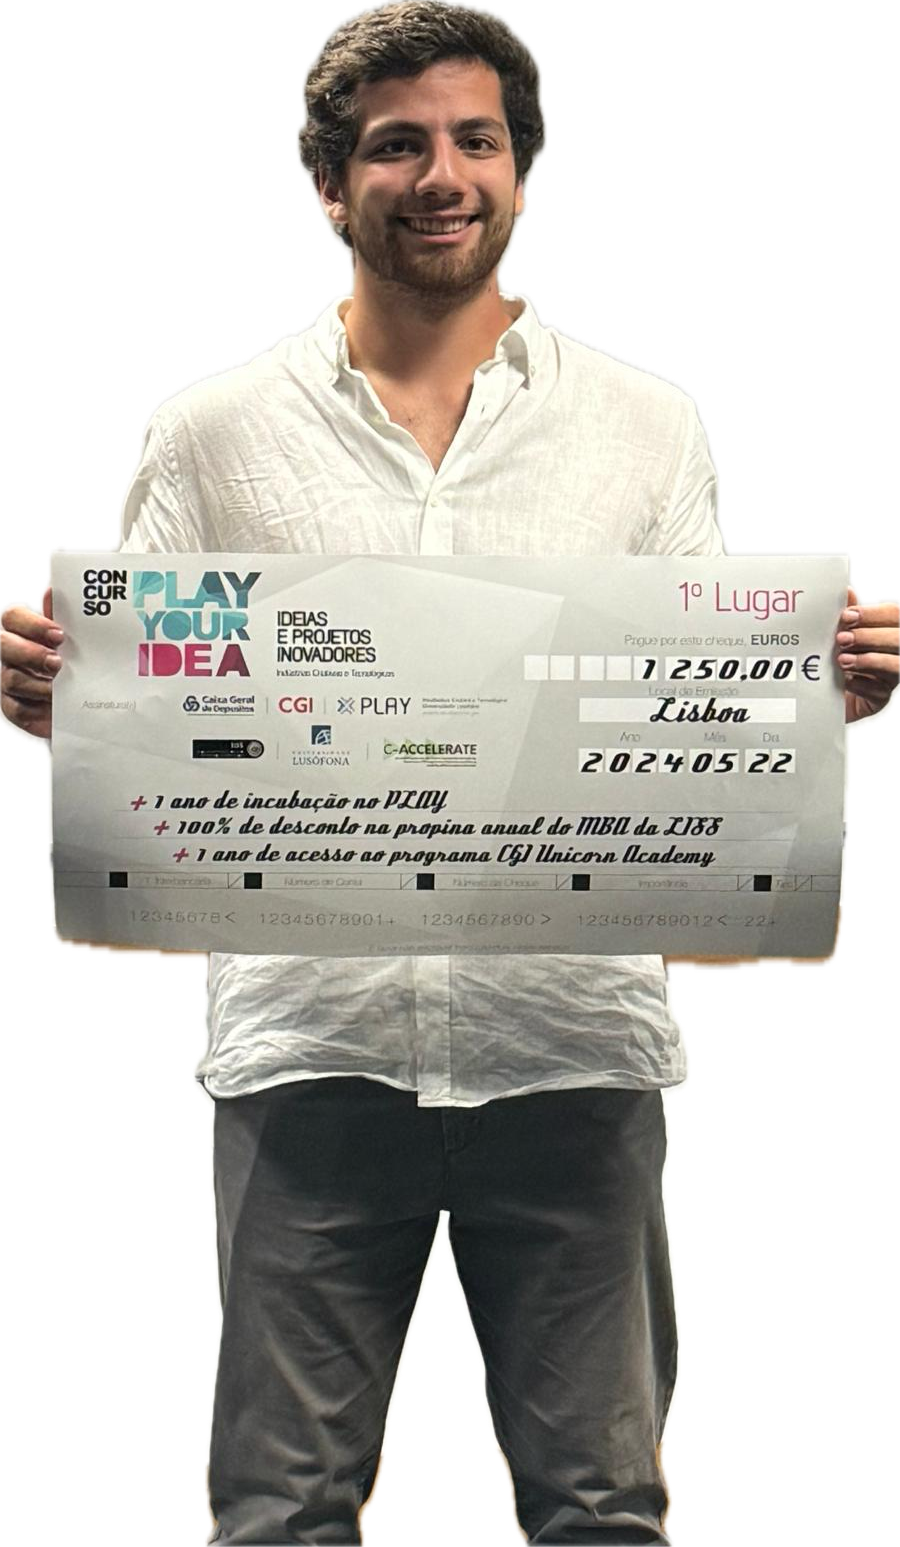 CON
CUR
SO
PLAY
YOUR
IDEA
IDEIAS
E PROJETOS
INOVADORES
Iniciativas Criativas e Tecnológicas
1º Lugar
Pague por este cheque, EUROS
1 250,00 €
Local de Emissão
Lisboa
Ano Mês Dia
2024 05 22
Assinatura(s)
Caixa Geral
de Depósitos
CGI
PLAY
UNIVERSIDADE
LUSÓFONA
C-ACCELERATE
+ 1 ano de incubação no PLAY
+ 100% de desconto na propina anual do MBA da LISS
+ 1 ano de acesso ao programa CGI Unicorn Academy
Número de Conta Número de Cheque Importância Tipo
12345678< 12345678901+ 1234567890> 123456789012< 22+